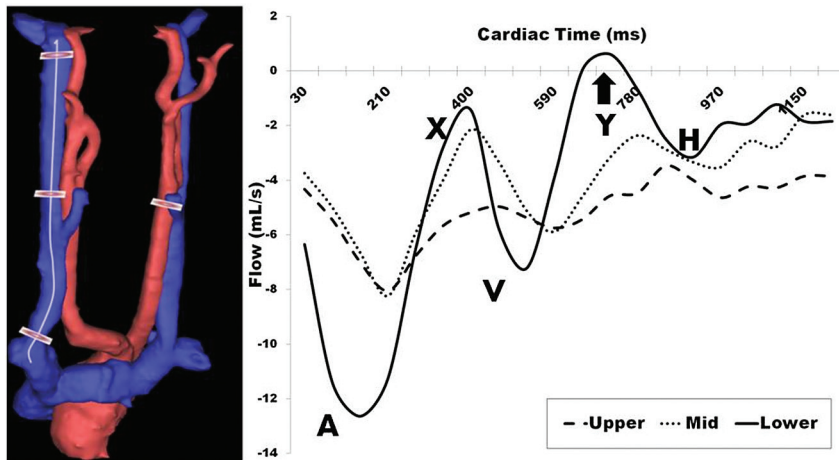 2
Cardiac Time (ms)
0
30
210
400
590
780
970
1150
-2
X
Y
H
-4
Flow (mL/s)
-6
V
-8
-10
-12
A
-14
Upper Mid Lower